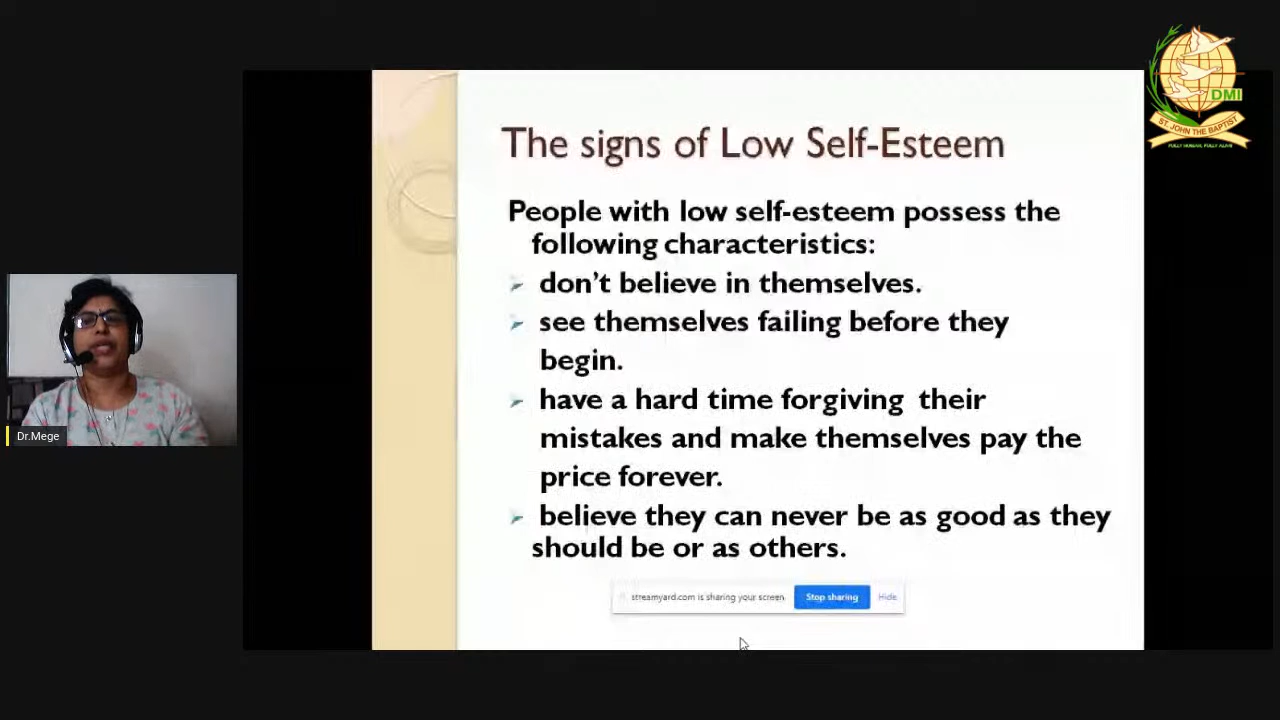 DMI
ST. JOHN THE BAPTIST
FULLY HUMAN, FULLY ALIVE
The signs of Low Self-Esteem
People with low self-esteem possess the
following characteristics:
➢ don't believe in themselves.
➢ see themselves failing before they
begin.
➢ have a hard time forgiving their
mistakes and make themselves pay the
price forever.
➢ believe they can never be as good as they
should be or as others.
Dr.Mege
streamyard.com is sharing your screen. Stop sharing Hide